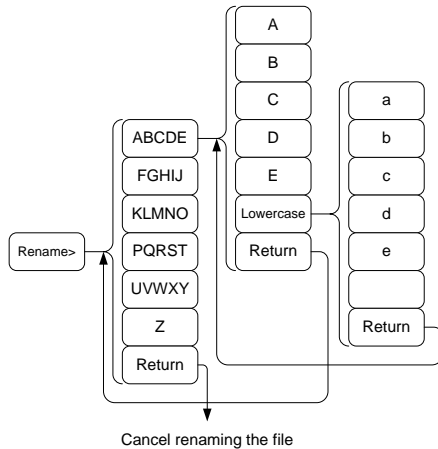 Rename>
ABCDE
FGHIJ
KLMNO
PQRST
UVWXY
Z
Return
A
B
C
D
E
Lowercase
Return
a
b
c
d
e
Return
Cancel renaming the file